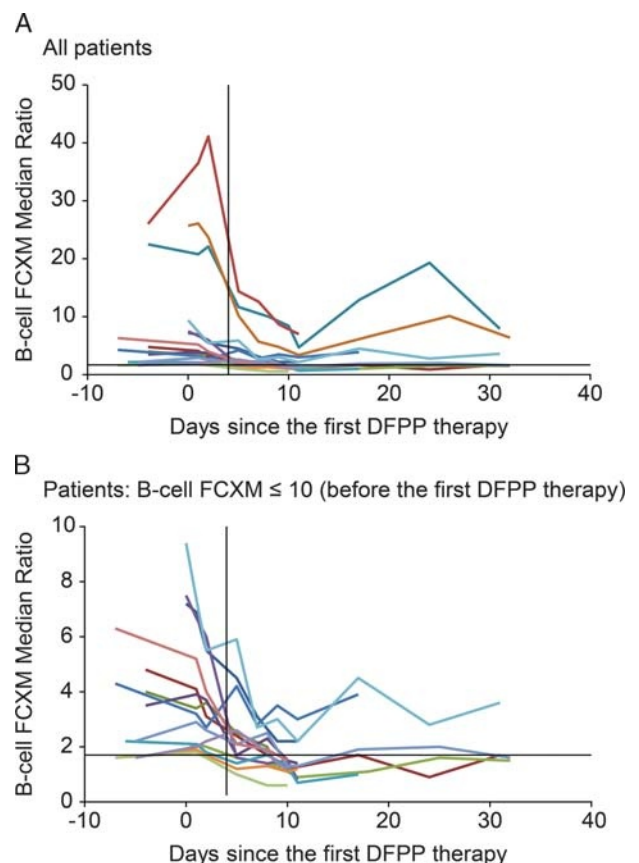 A
All patients
50
40
30
20
10
0
-10 0 10 20 30 40
B-cell FCXM Median Ratio
Days since the first DFPP therapy
B
Patients: B-cell FCXM ≤ 10 (before the first DFPP therapy)
10
8
6
4
2
0
-10 0 10 20 30 40
B-cell FCXM Median Ratio
Days since the first DFPP therapy